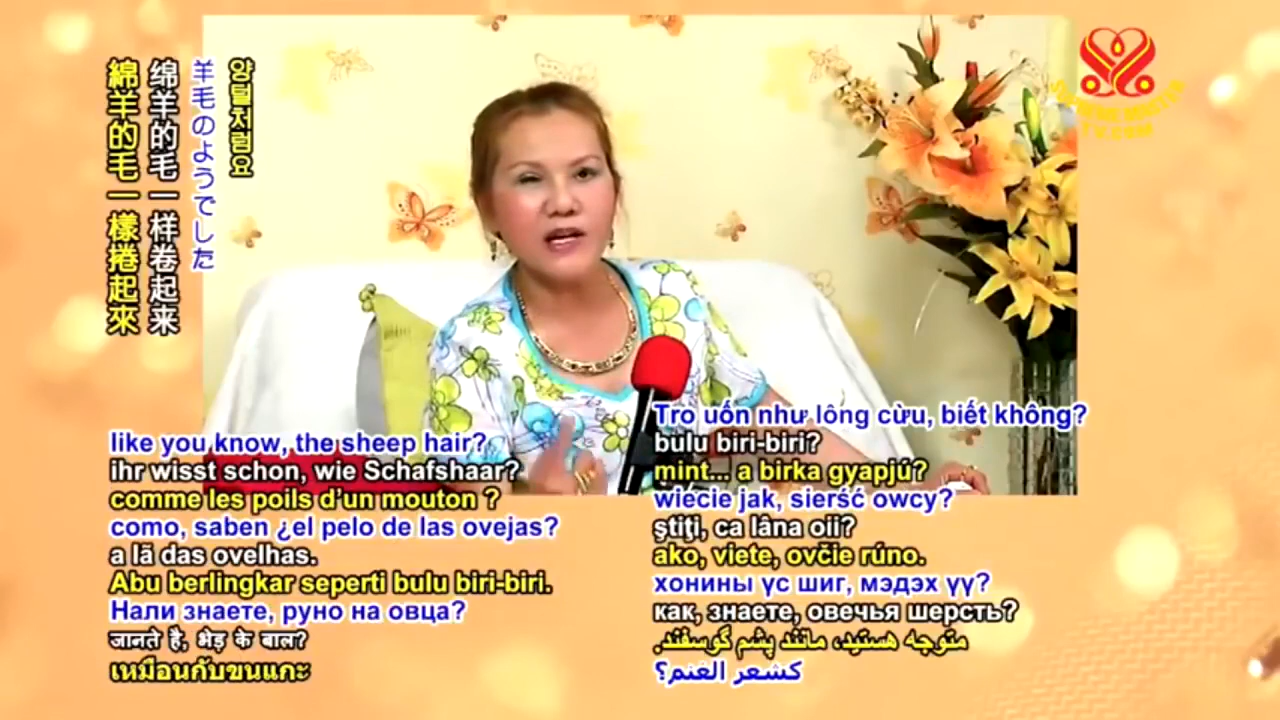 綿羊的毛一樣捲起來
绵羊的毛一样卷起来
羊毛のようでした
양털처럼요
SUPREME MASTER
TV.COM
like you know, the sheep hair?
ihr wisst schon, wie Schafshaar?
comme les poils d’un mouton ?
como, saben ¿el pelo de las ovejas?
a lã das ovelhas.
Abu berlingkar seperti bulu biri-biri.
Нали знаете, руно на овца?
जानते है, भेड़ के बाल?
เหมือนกับขนแกะ
Tro uốn như lông cừu, biết không?
bulu biri-biri?
mint... a birka gyapjú?
wiecie jak, sierść owcy?
ştiţi, ca lâna oii?
ako, viete, ovčie rúno.
хонины үс шиг, мэдэх үү?
как, знаете, овечья шерсть?
متوجه هستید، مانند پشم گوسفند.
كشعر الغنم؟